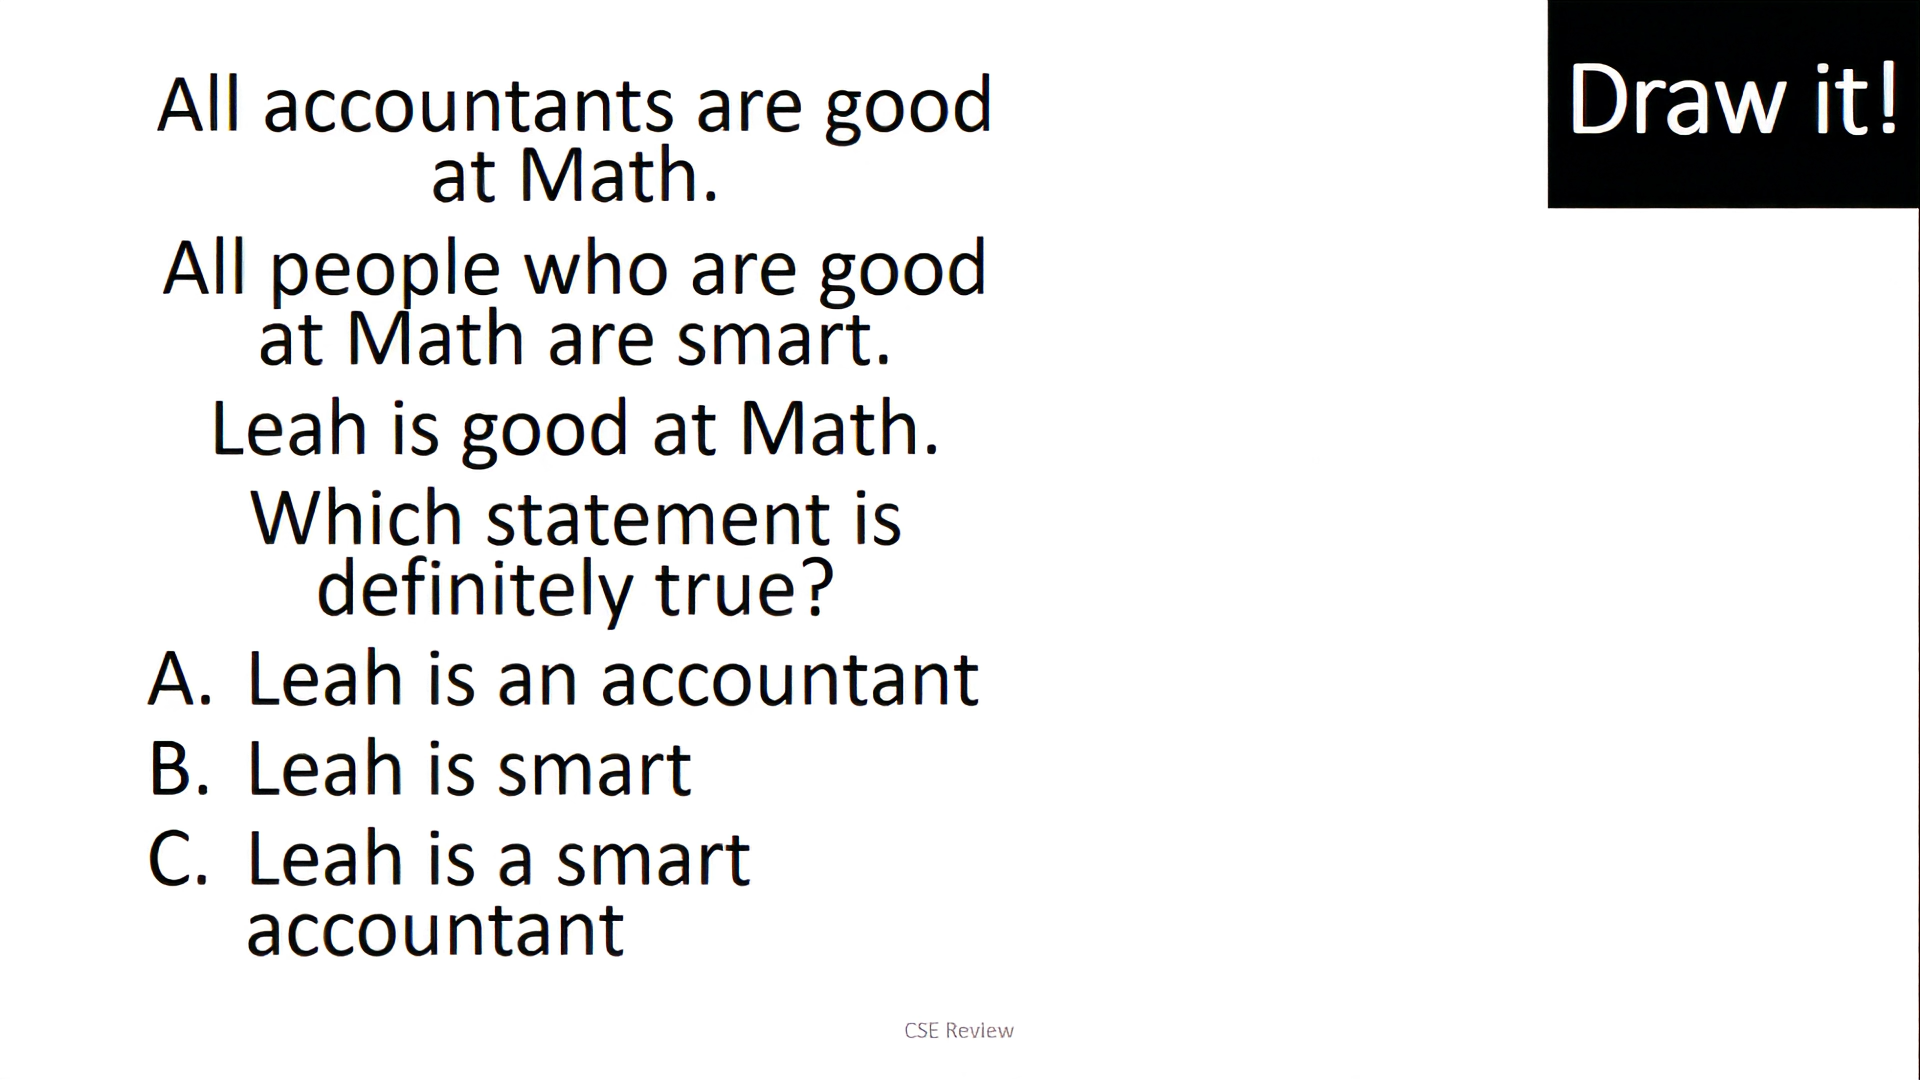 All accountants are good
at Math.
All people who are good
at Math are smart.
Leah is good at Math.
Which statement is
definitely true?
A. Leah is an accountant
B. Leah is smart
C. Leah is a smart
accountant
Draw it!
CSE Review